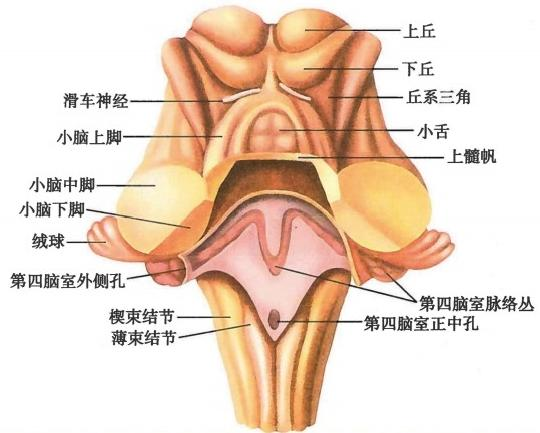 上丘
下丘
滑车神经
丘系三角
小脑上脚
小舌
上髓帆
小脑中脚
小脑下脚
绒球
第四脑室外侧孔
第四脑室脉络丛
楔束结节
第四脑室正中孔
薄束结节